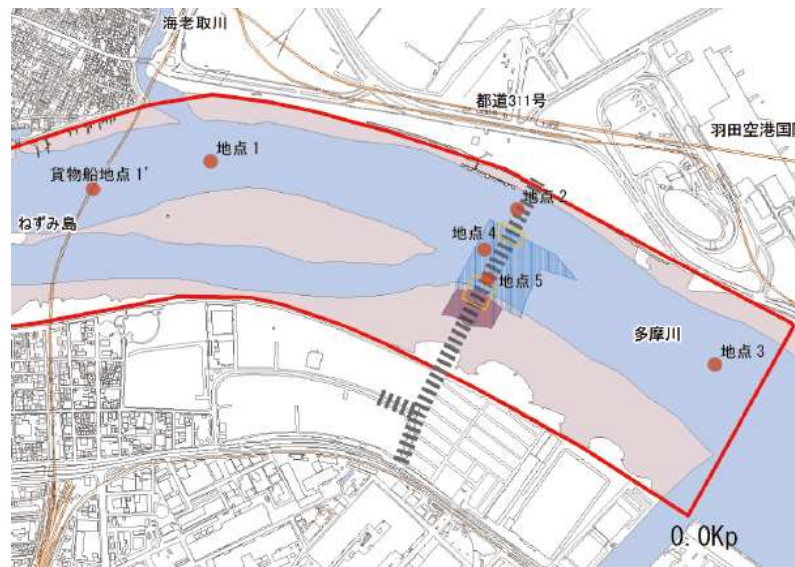 海老取川
都道311号
羽田空港国際
地点1
貨物船地点1'
地点2
ねずみ島
地点4
地点5
多摩川
地点3
0.0Kp